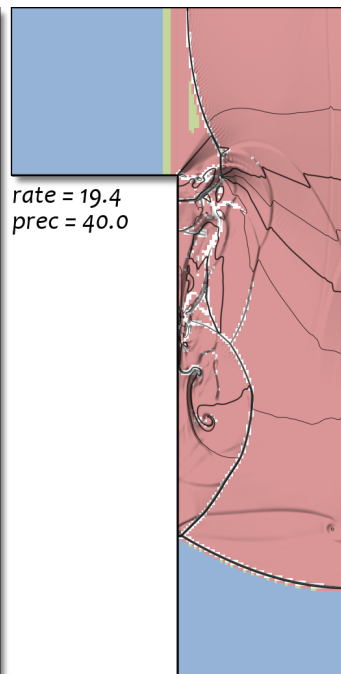 rate = 19.4
prec = 40.0